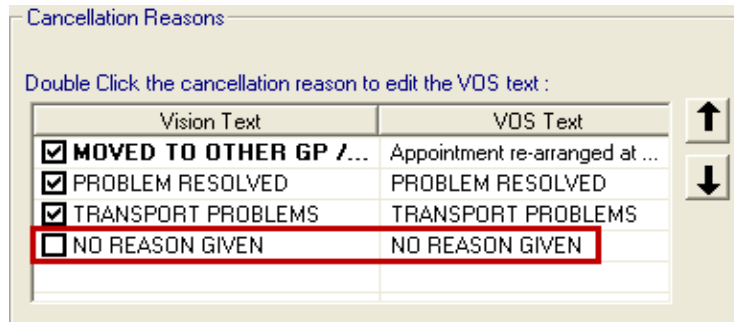 Cancellation Reasons
Double Click the cancellation reason to edit the VOS text :
Vision Text VOS Text
MOVED TO OTHER GP /... Appointment re-arranged at ...
PROBLEM RESOLVED PROBLEM RESOLVED
TRANSPORT PROBLEMS TRANSPORT PROBLEMS
NO REASON GIVEN NO REASON GIVEN